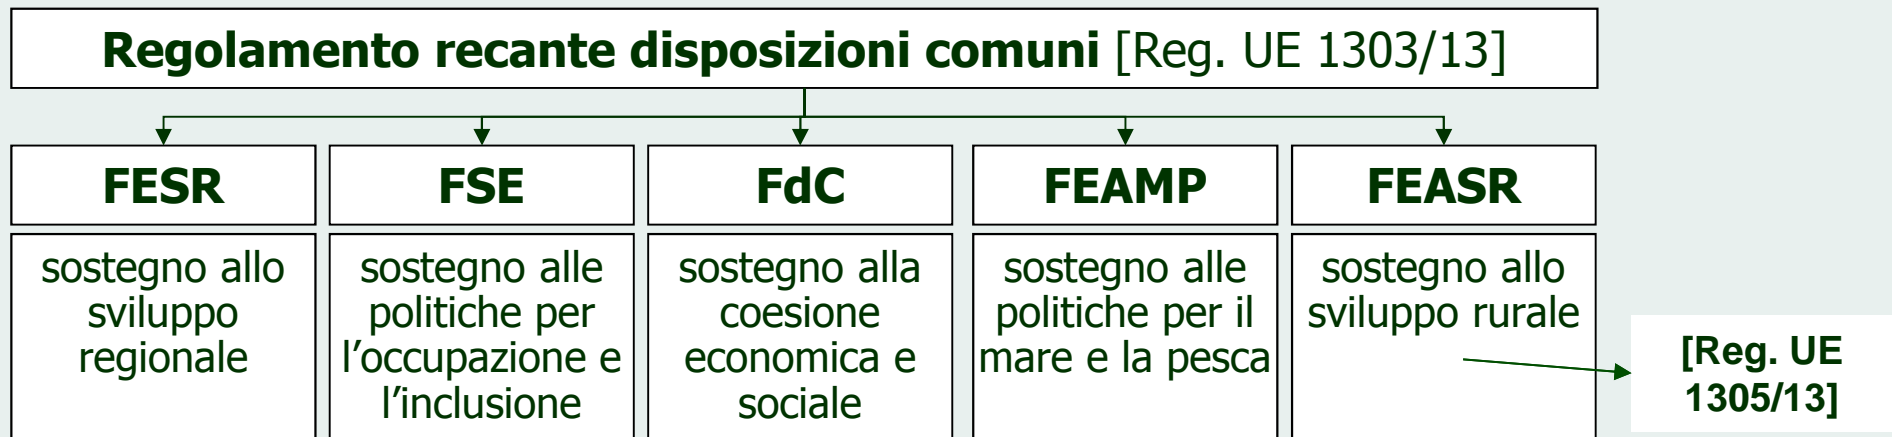 Regolamento recante disposizioni comuni [Reg. UE 1303/13]
FESR
sostegno allo
sviluppo
regionale
FSE
sostegno alle
politiche per
l’occupazione e
l’inclusione
FdC
sostegno alla
coesione
economica e
sociale
FEAMP
sostegno alle
politiche per il
mare e la pesca
FEASR
sostegno allo
sviluppo rurale
[Reg. UE
1305/13]